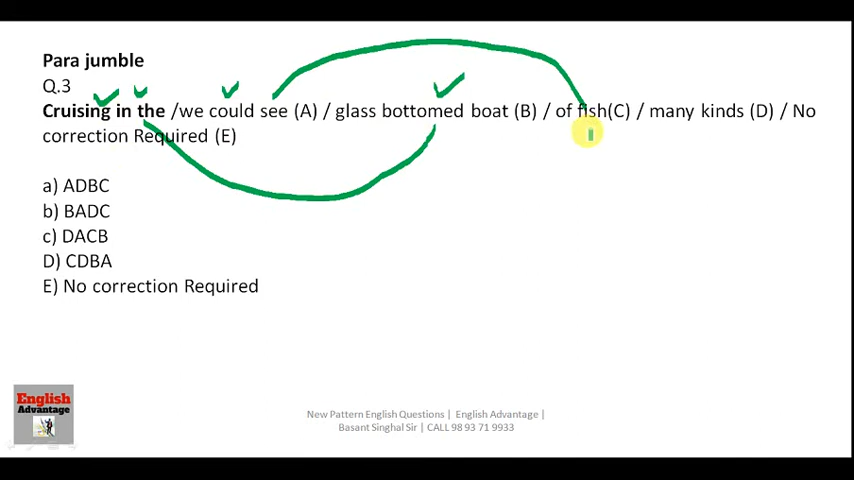 Para jumble
Q.3
Cruising in the /we could see (A) / glass bottomed boat (B) / of fish(C) / many kinds (D) / No
correction Required (E)
a) ADBC
b) BADC
c) DACB
D) CDBA
E) No correction Required
English
Advantage
New Pattern English Questions | English Advantage |
Basant Singhal Sir | CALL 98 93 71 9933